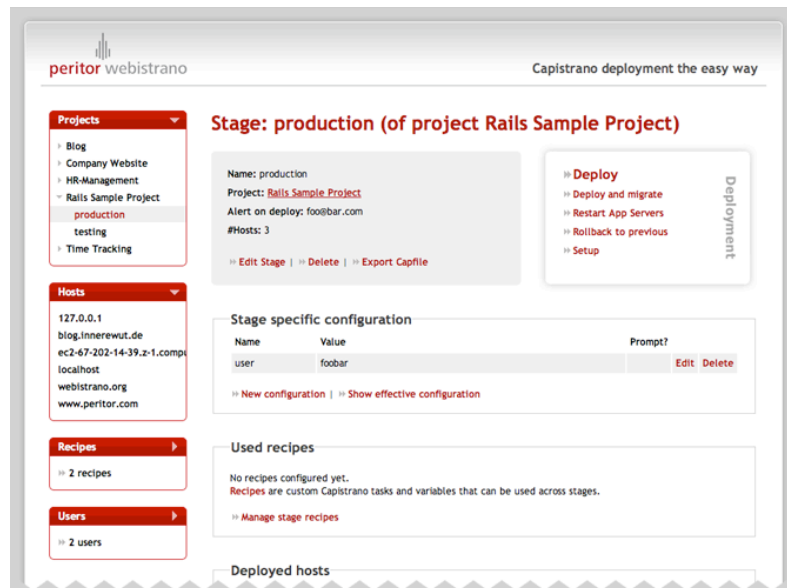 peritor webistrano
Capistrano deployment the easy way
Projects
Blog
Company Website
HR-Management
Rails Sample Project
production
testing
Time Tracking
Hosts
127.0.0.1
blog.innerewut.de
ec2-67-202-14-39.z-1.compu
localhost
webistrano.org
www.peritor.com
Recipes
» 2 recipes
Users
» 2 users
Stage: production (of project Rails Sample Project)
Name: production
Project: Rails Sample Project
Alert on deploy: foo@bar.com
#Hosts: 3
» Edit Stage | » Delete | » Export Capfile
» Deploy
» Deploy and migrate
» Restart App Servers
» Rollback to previous
» Setup
Deployment
Stage specific configuration
Name Value Prompt?
user foobar Edit Delete
» New configuration | » Show effective configuration
Used recipes
No recipes configured yet.
Recipes are custom Capistrano tasks and variables that can be used across stages.
» Manage stage recipes
Deployed hosts